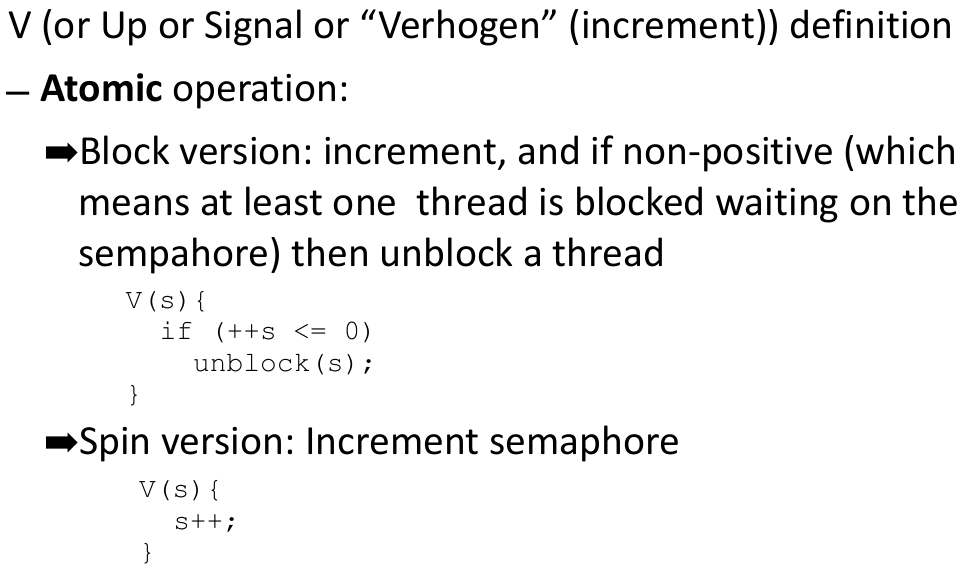 V (or Up or Signal or “Verhogen” (increment)) definition
– Atomic operation:
➡Block version: increment, and if non-positive (which
means at least one  thread is blocked waiting on the
sempahore) then unblock a thread
V(s){
if (++s <= 0)
unblock(s);
}
➡Spin version: Increment semaphore
V(s){
s++;
}